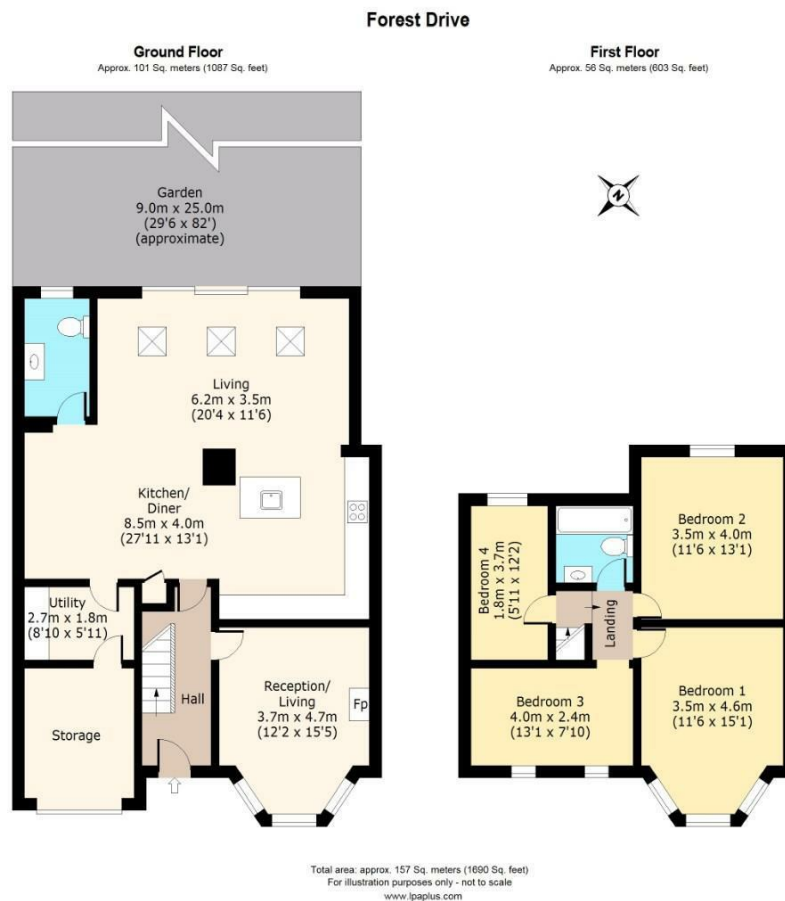 Forest Drive
Ground Floor
Approx. 101 Sq. meters (1087 Sq. feet)
First Floor
Approx. 56 Sq. meters (603 Sq. feet)
Garden
9.0m x 25.0m
(29'6 x 82')
(approximate)
N
Living
6.2m x 3.5m
(20'4 x 11'6)
Kitchen/
Diner
8.5m x 4.0m
(27'11 x 13'1)
Utility
2.7m x 1.8m
(8'10 x 5'11)
Storage
Hall
Reception/
Living
3.7m x 4.7m
(12'2 x 15'5)
Fp
Bedroom 2
3.5m x 4.0m
(11'6 x 13'1)
Bedroom 4
1.8m x 3.7m
(5'11 x 12'2)
Landing
Bedroom 3
4.0m x 2.4m
(13'1 x 7'10)
Bedroom 1
3.5m x 4.6m
(11'6 x 15'1)
Total area: approx. 157 Sq. meters (1690 Sq. feet)
For illustration purposes only - not to scale
www.lpaplus.com